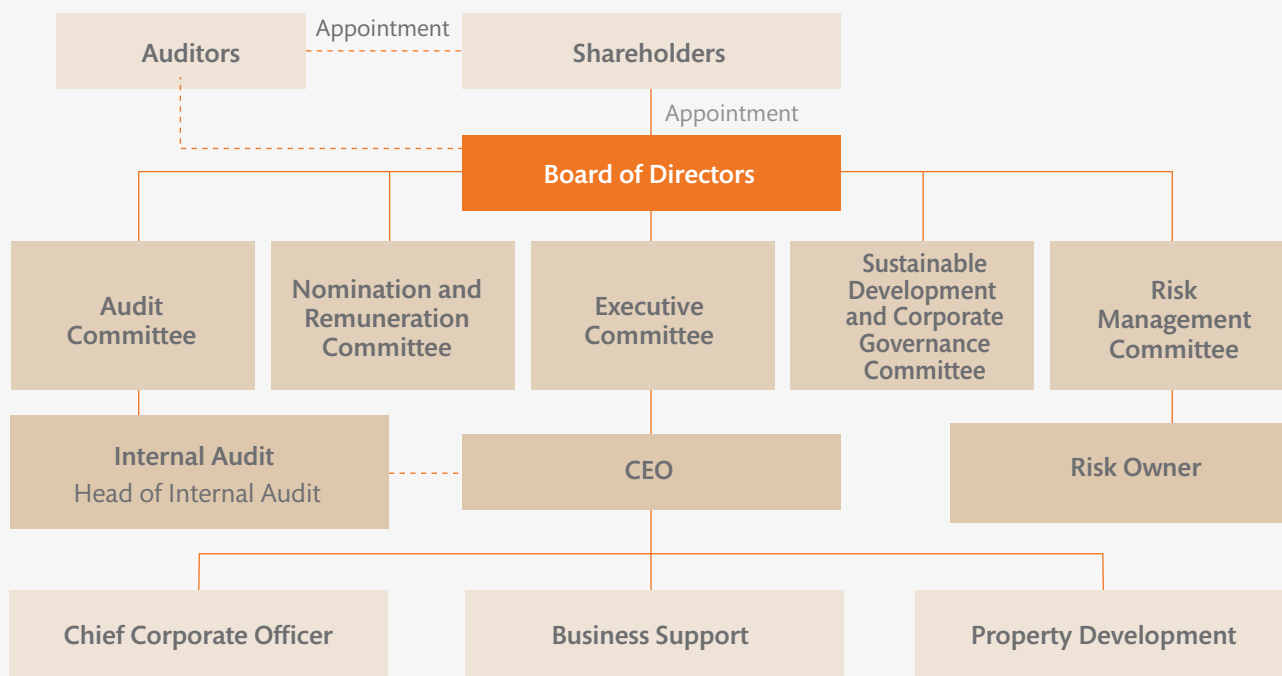 Auditors
Appointment
Shareholders
Appointment
Board of Directors
Audit
Committee
Nomination and
Remuneration
Committee
Executive
Committee
Sustainable
Development
and Corporate
Governance
Committee
Risk
Management
Committee
Internal Audit
Head of Internal Audit
CEO
Risk Owner
Chief Corporate Officer
Business Support
Property Development